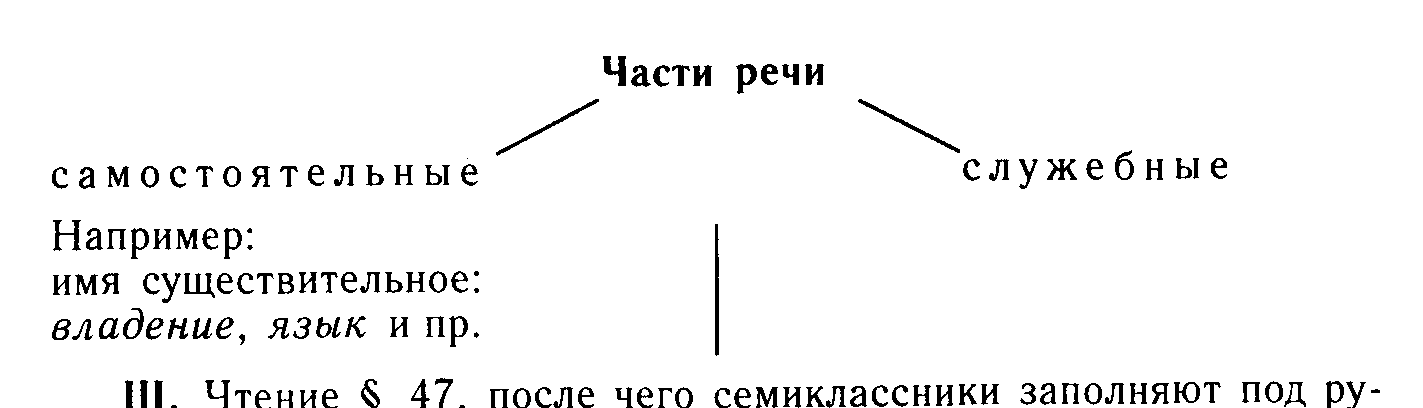 Части речи
самостоятельные
служебные
Например:
имя существительное:
владение, язык и пр.
III. Чтение § 47, после чего семиклассники заполняют под ру-